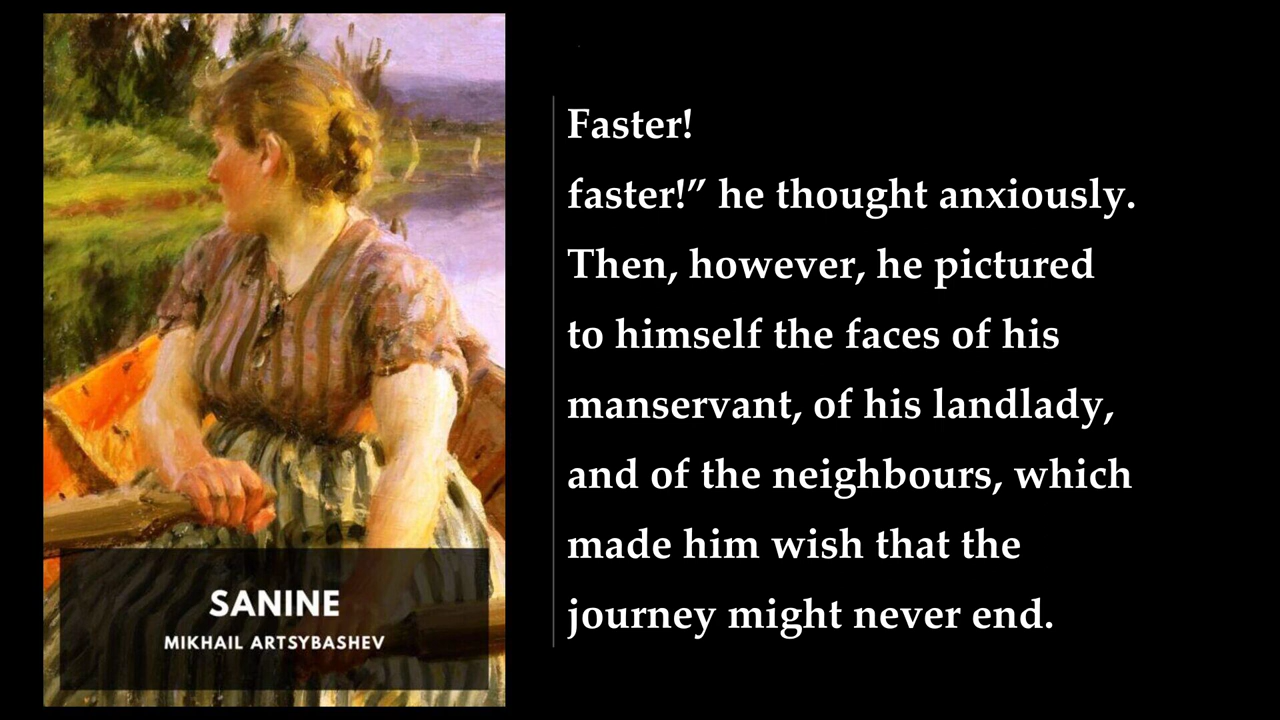 SANINE
MIKHAIL ARTSYBASHEV
Faster!
faster!” he thought anxiously.
Then, however, he pictured
to himself the faces of his
manservant, of his landlady,
and of the neighbours, which
made him wish that the
journey might never end.